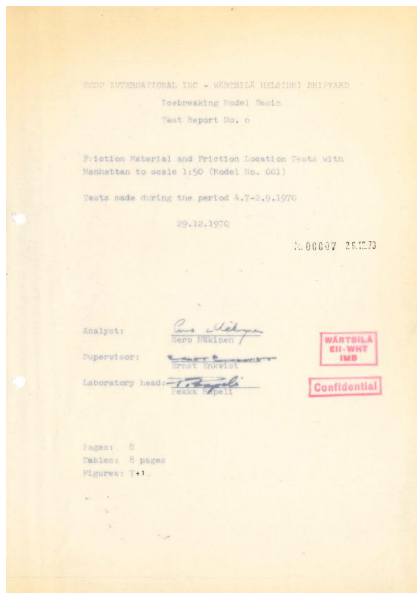 ESSO INTERNATIONAL INC - WÄRTSILÄ HELSINKI SHIPYARD
Icebreaking Model Basin
Test Report No. 6
Friction Material and Friction Location Tests with
Manhattan to scale 1:50 (Model No. 001)
Tests made during the period 4.7-2.9.1970
29.12.1970
00007 29.12.70
Analyst:
Eero Mäkinen
Supervisor:
Ernst Enkvist
Laboratory head:
Pekka Rapeli
WÄRTSILÄ
EII-WHT
IMB
Confidential
Pages: 8
Tables: 8 pages
Figures: 7+1